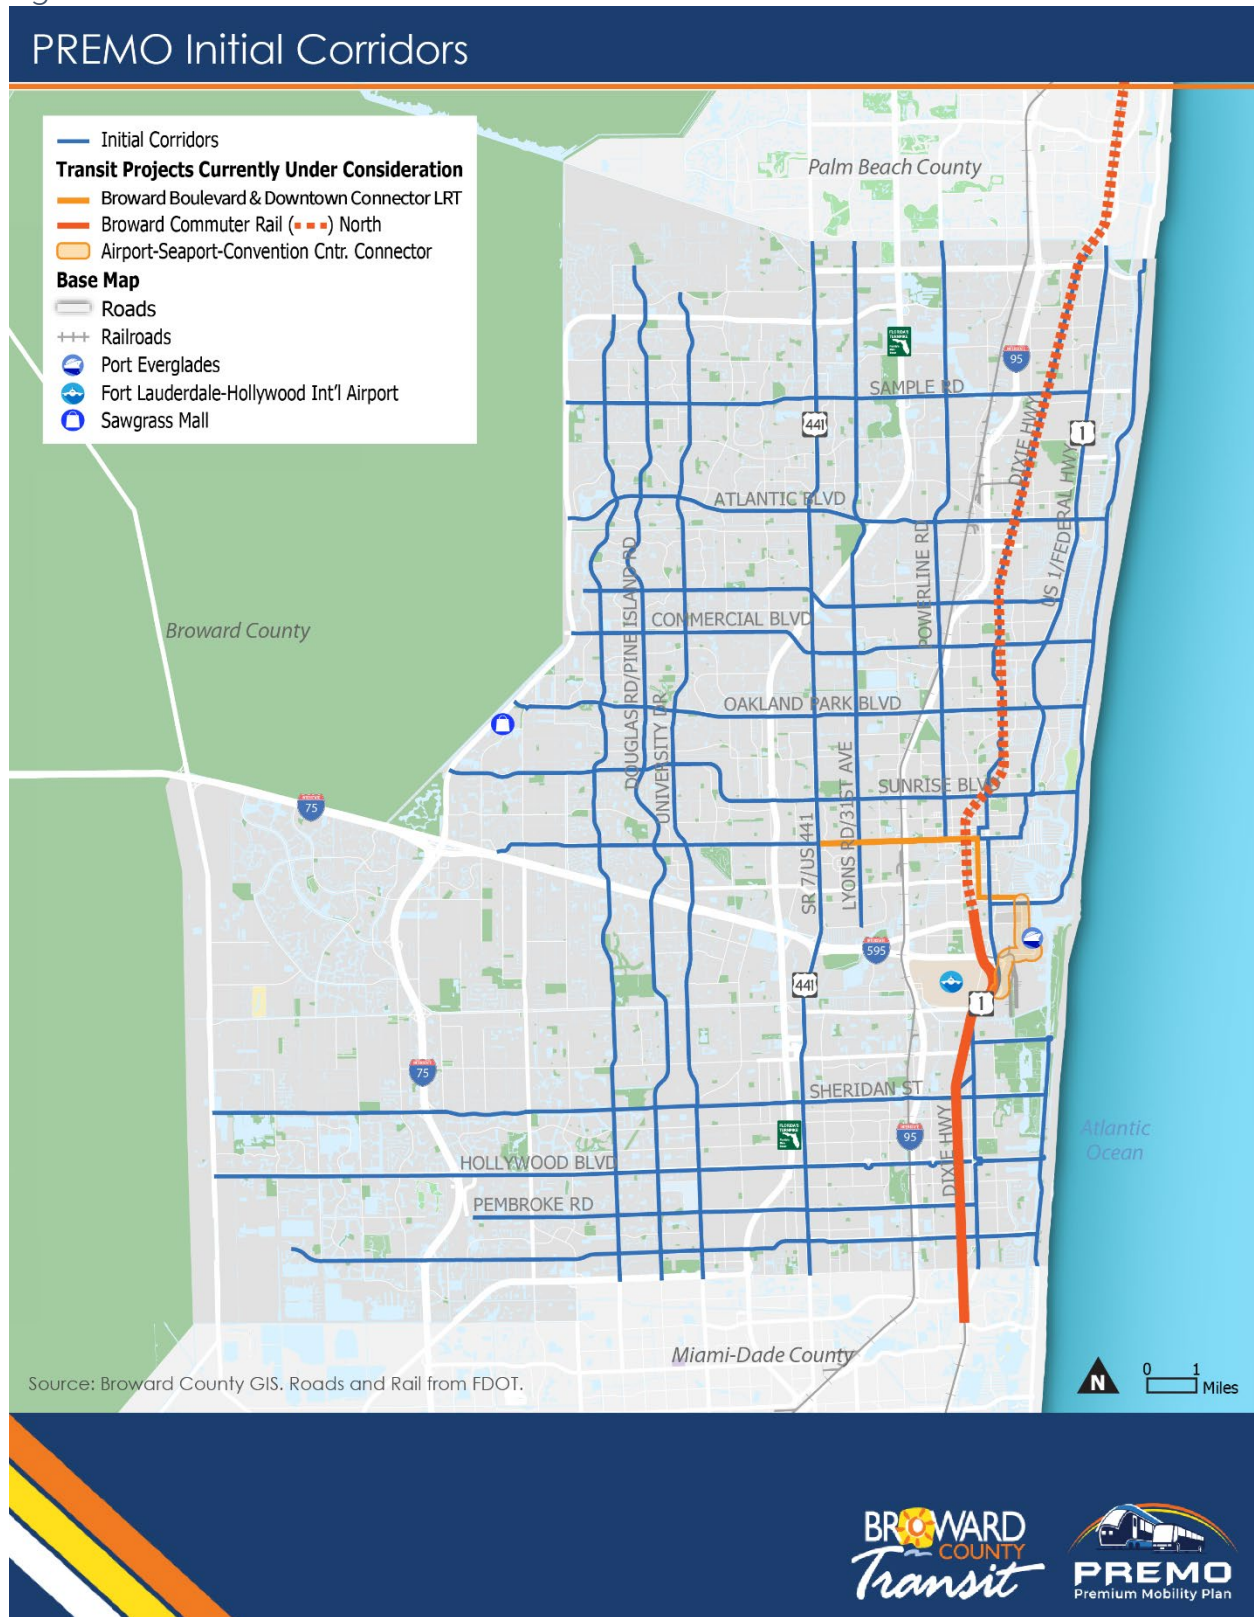 PREMO Initial Corridors
Initial Corridors
Transit Projects Currently Under Consideration
Broward Boulevard & Downtown Connector LRT
Broward Commuter Rail ( ) North
Airport-Seaport-Convention Cntr. Connector
Base Map
Roads
Railroads
Port Everglades
Fort Lauderdale-Hollywood Int'l Airport
Sawgrass Mall
Palm Beach County
95
SAMPLE RD
441
1
DIXIE HWY
ATLANTIC BLVD
US 1/FEDERAL HWY
POWERLINE RD
DOUGLAS RD/PINE ISLAND RD
COMMERCIAL BLVD
Broward County
OAKLAND PARK BLVD
UNIVERSITY DR
LYONS RD/31ST AVE
SUNRISE BLVD
75
SR 7/US 441
595
441
1
75
SHERIDAN ST
95
DIXIE HWY
Atlantic
Ocean
HOLLYWOOD BLVD
PEMBROKE RD
Miami-Dade County
Source: Broward County GIS. Roads and Rail from FDOT.
N
0 1
Miles
BROWARD
COUNTY
Transit
PREMO
Premium Mobility Plan